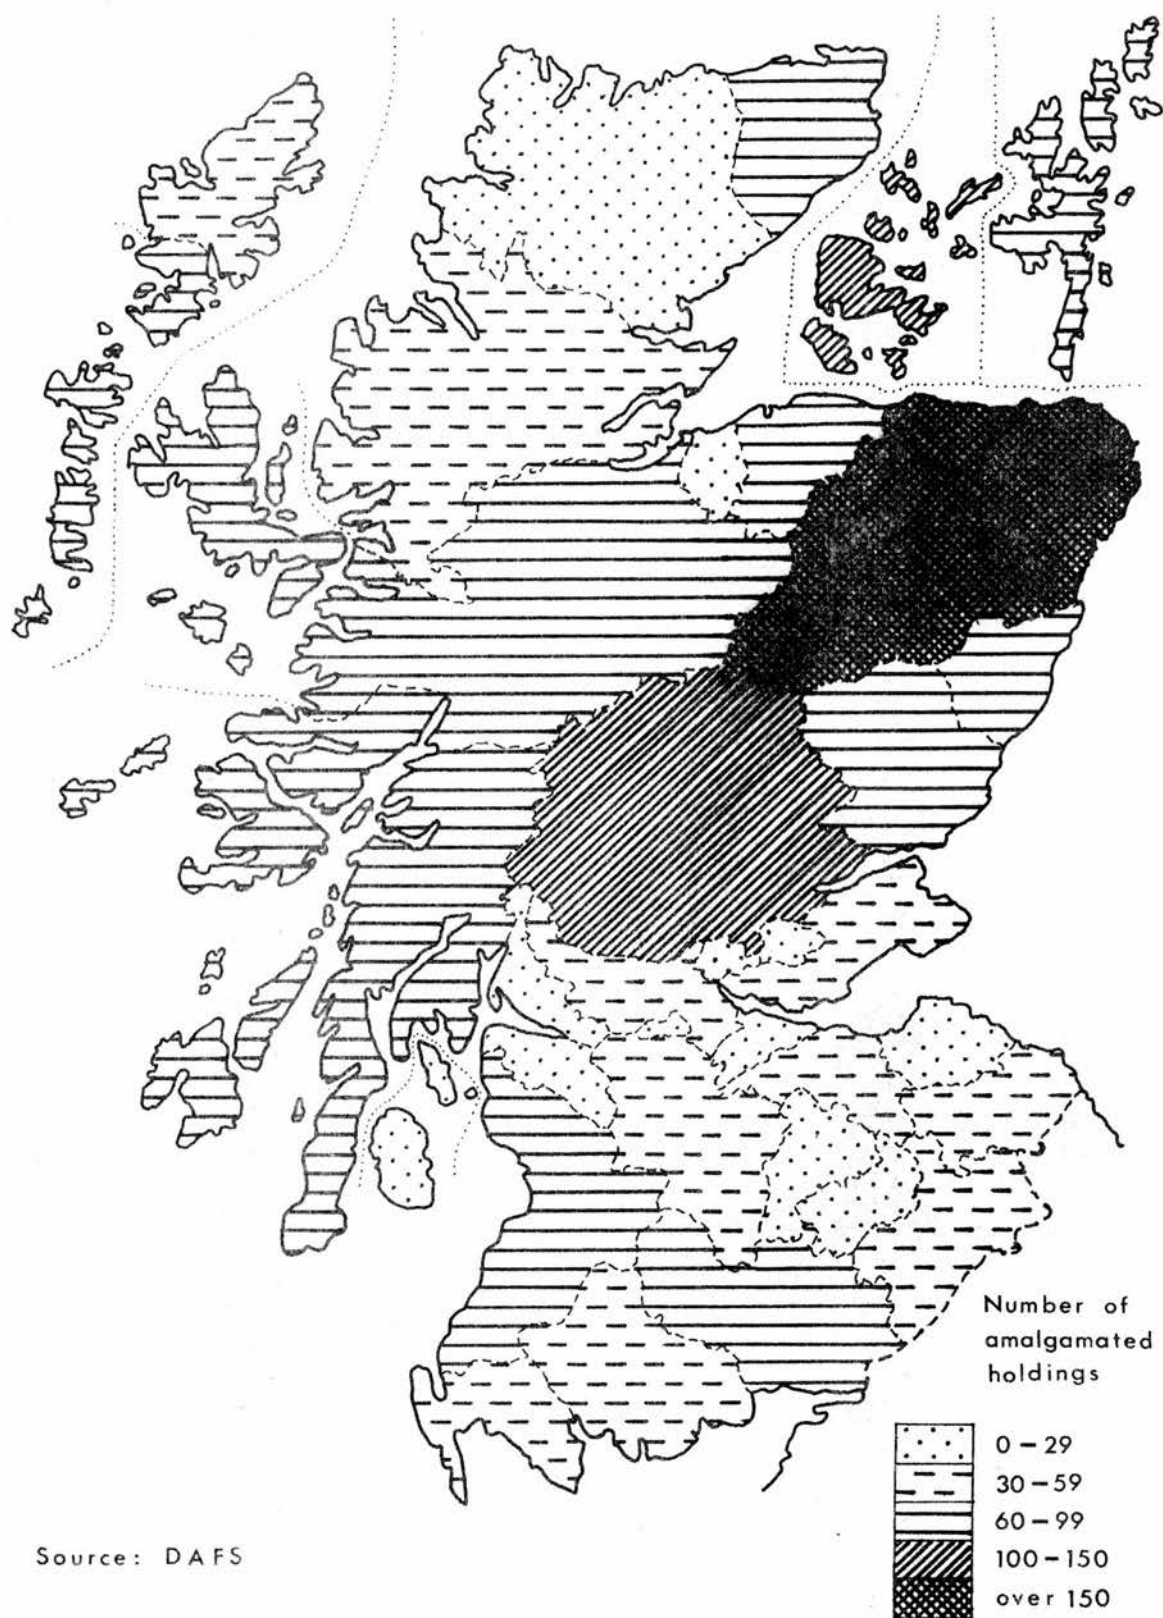 Number of
amalgamated
holdings
0 – 29
30 – 59
60 – 99
100 – 150
over 150
Source: DAFS